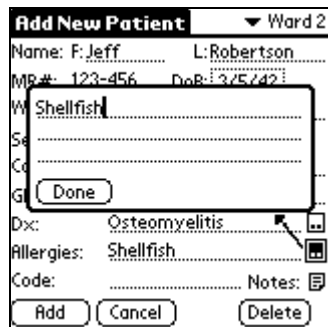 Add New Patient Ward 2
Name: F: Jeff L: Robertson
MR#: 123-456 DoB: 3/5/42
Shellfish
Done
Dx: Osteomyelitis
Allergies: Shellfish
Code: Notes:
Add Cancel Delete